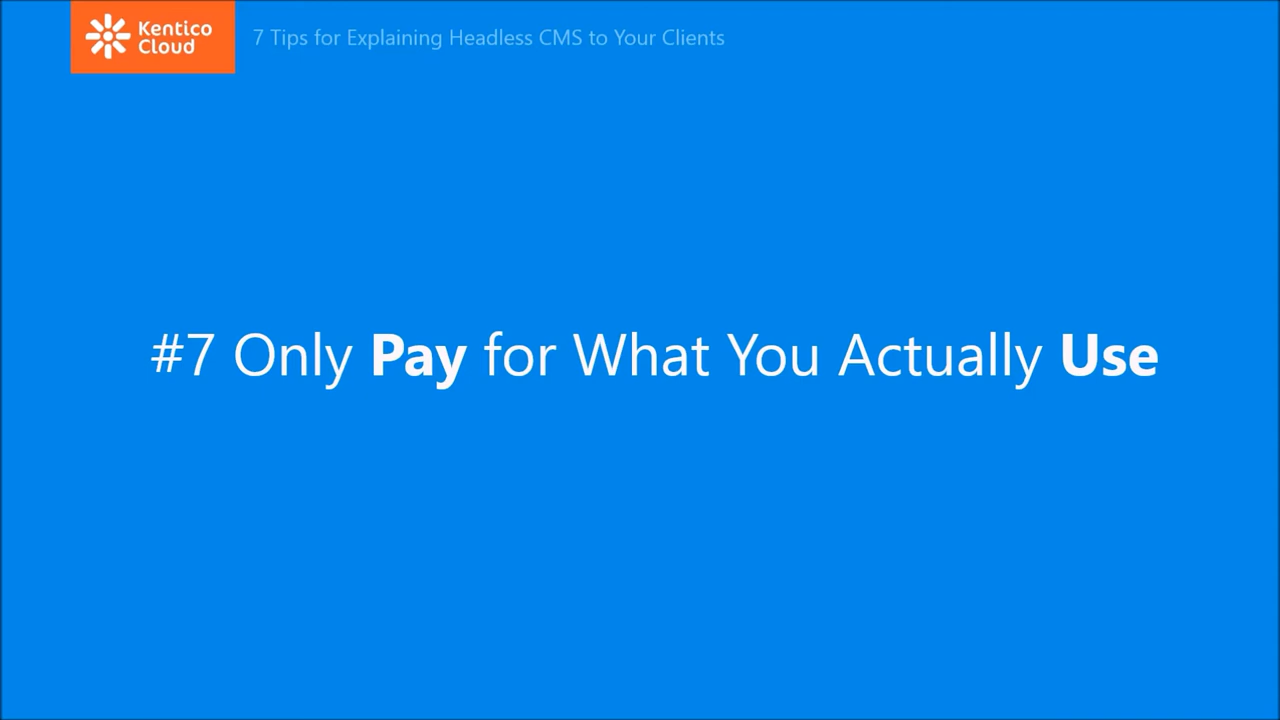 Kentico
Cloud
7 Tips for Explaining Headless CMS to Your Clients
#7 Only Pay for What You Actually Use